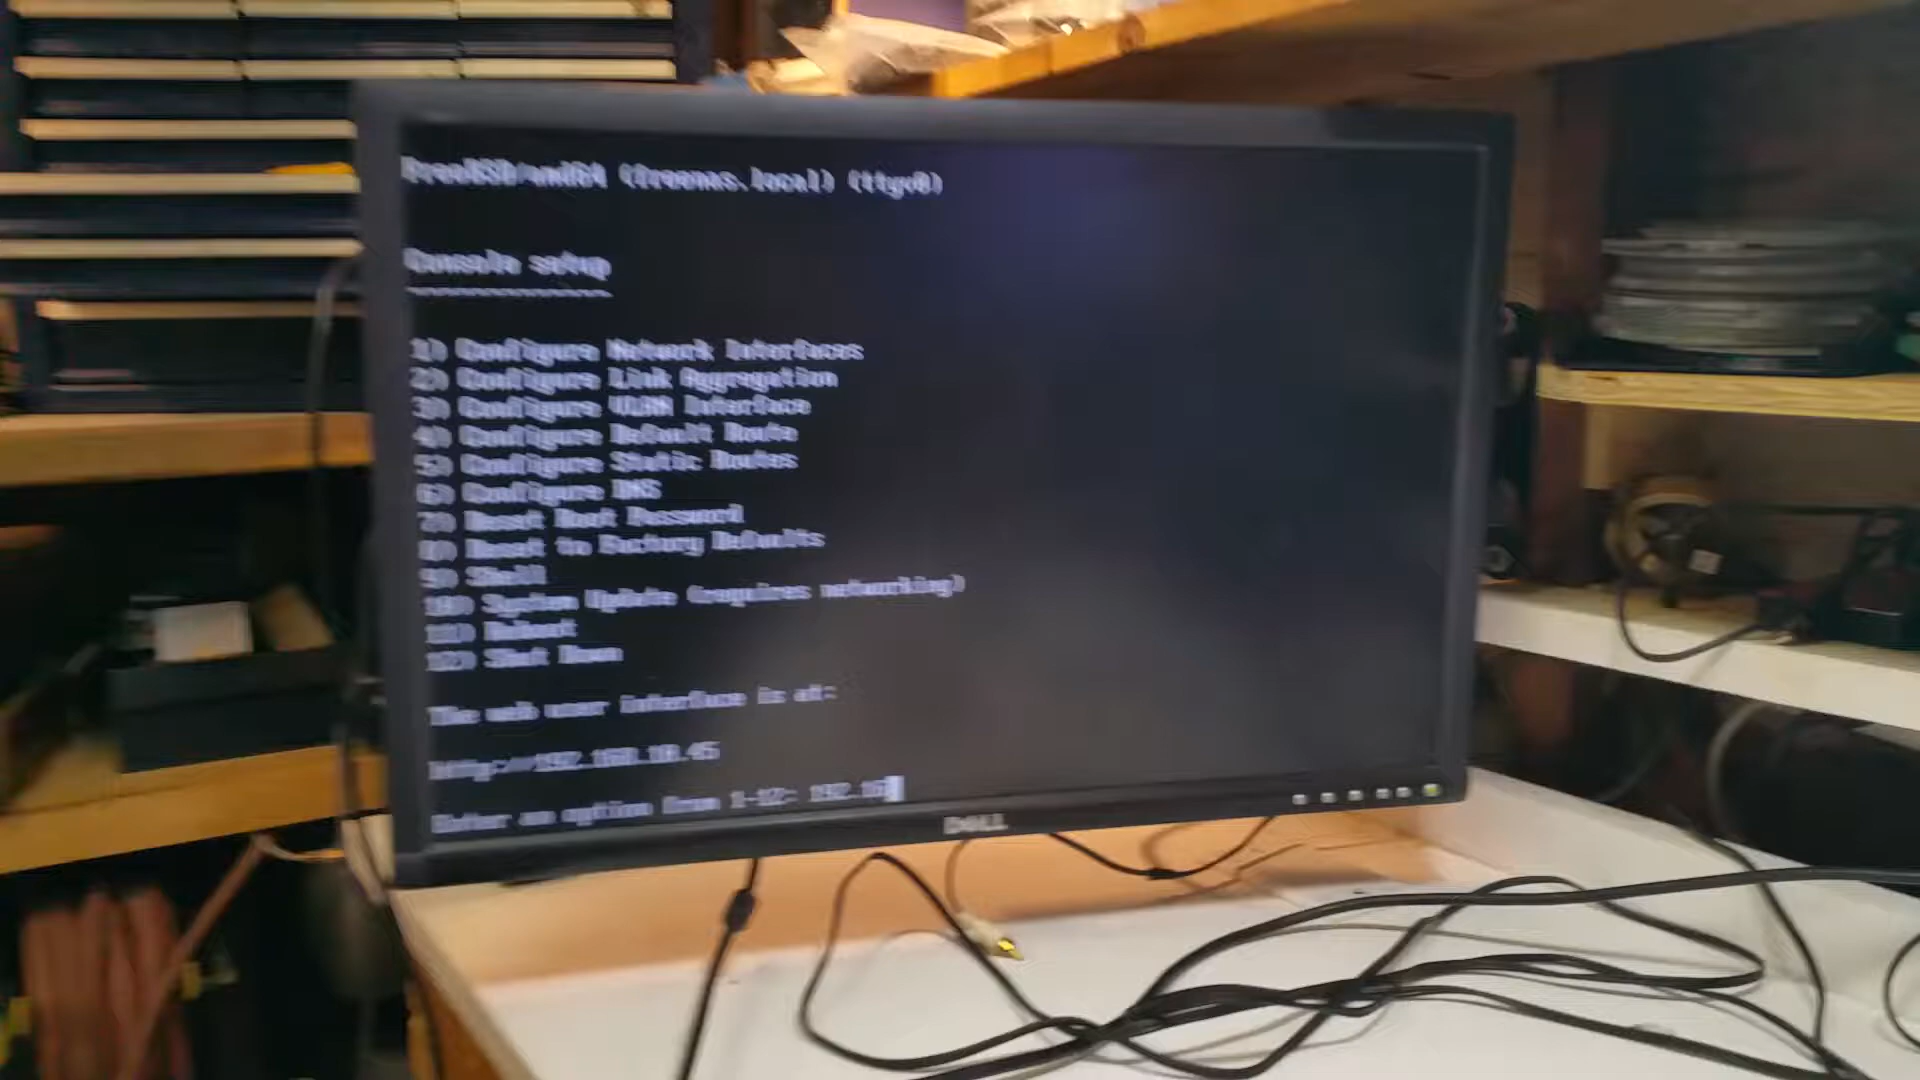 FreeBSD/amd64 (freenas.local) (ttyv0)
Console setup
-------------
1) Configure Network Interfaces
2) Configure Link Aggregation
3) Configure VLAN Interface
4) Configure Default Route
5) Configure Static Routes
6) Configure DNS
7) Reset Root Password
8) Reset to Factory Defaults
9) Shell
10) System Update (requires networking)
11) Reboot
12) Shut Down
The web user interface is at:
http://192.168.10.45
Enter an option from 1-12: 192.16
DELL